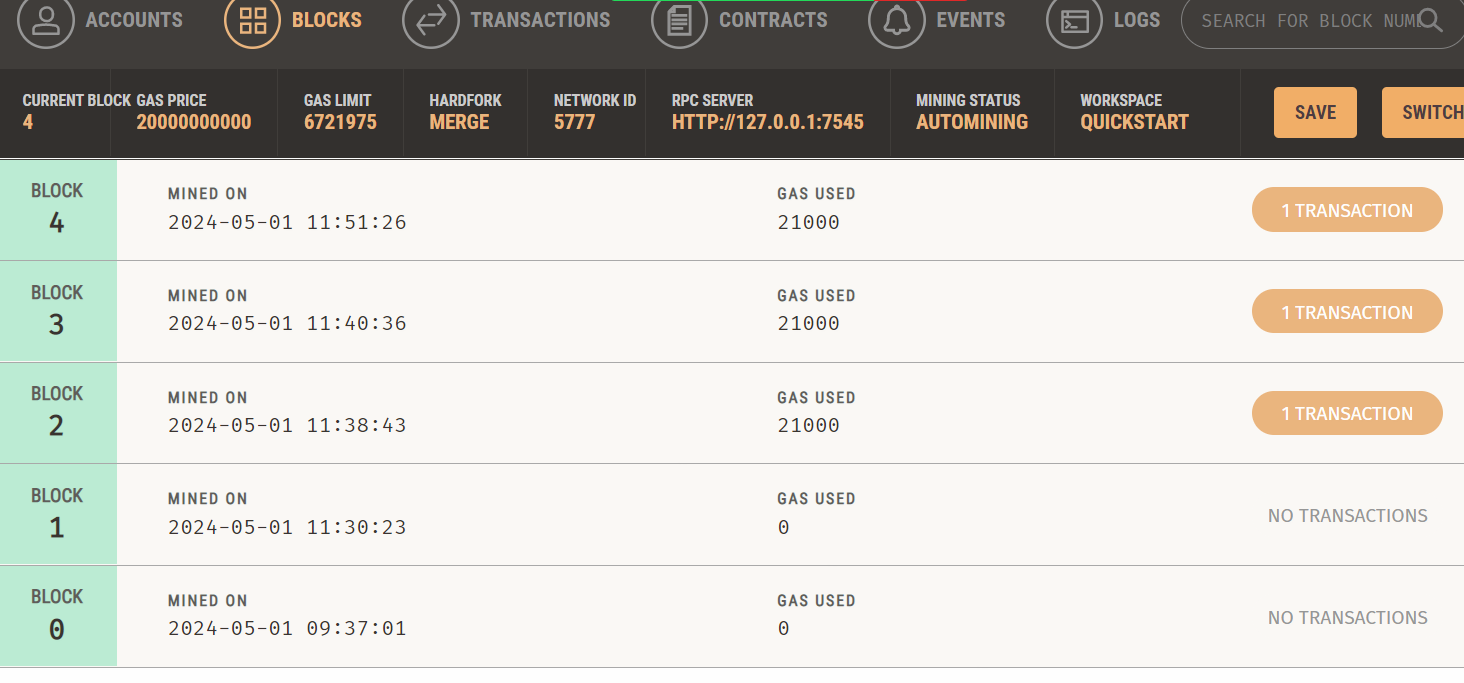 ACCOUNTS BLOCKS TRANSACTIONS CONTRACTS EVENTS LOGS SEARCH FOR BLOCK NUM
CURRENT BLOCK GAS PRICE GAS LIMIT HARDFORK NETWORK ID RPC SERVER MINING STATUS WORKSPACE
4 20000000000 6721975 MERGE 5777 HTTP://127.0.0.1:7545 AUTOMINING QUICKSTART SAVE SWITCH
BLOCK MINED ON GAS USED
4 2024-05-01 11:51:26 21000 1 TRANSACTION
BLOCK MINED ON GAS USED
3 2024-05-01 11:40:36 21000 1 TRANSACTION
BLOCK MINED ON GAS USED
2 2024-05-01 11:38:43 21000 1 TRANSACTION
BLOCK MINED ON GAS USED
1 2024-05-01 11:30:23 0 NO TRANSACTIONS
BLOCK MINED ON GAS USED
0 2024-05-01 09:37:01 0 NO TRANSACTIONS